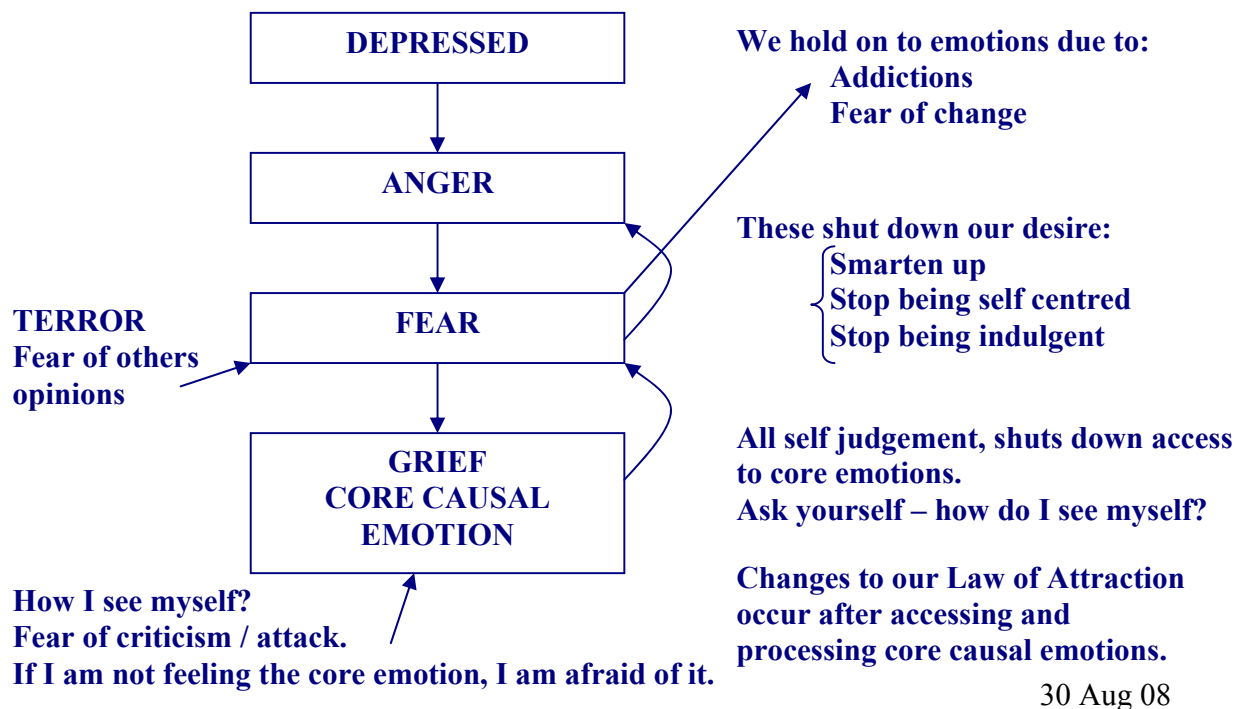 DEPRESSED
ANGER
FEAR
GRIEF
CORE CAUSAL
EMOTION
TERROR
Fear of others
opinions
How I see myself?
Fear of criticism / attack.
If I am not feeling the core emotion, I am afraid of it.
We hold on to emotions due to:
Addictions
Fear of change
These shut down our desire:
Smarten up
Stop being self centred
Stop being indulgent
All self judgement, shuts down access
to core emotions.
Ask yourself – how do I see myself?
Changes to our Law of Attraction
occur after accessing and
processing core causal emotions.
30 Aug 08